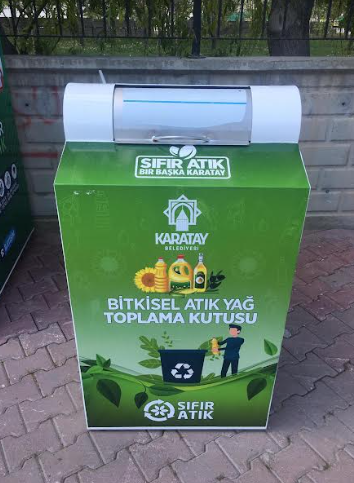 SIFIR ATIK
BİR BAŞKA KARATAY
KARATAY
BELEDİYESİ
BİTKİSEL ATIK YAĞ
TOPLAMA KUTUSU
SIFIR
ATIK